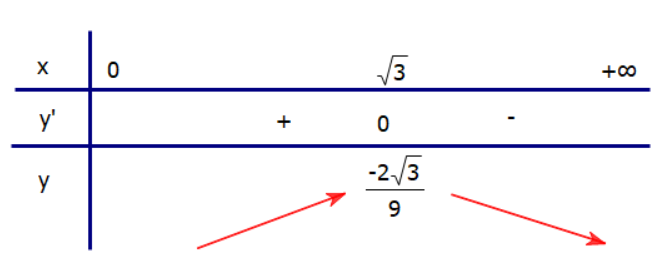 x 0 √3 +∞
y' + 0 -
y -2√3
9